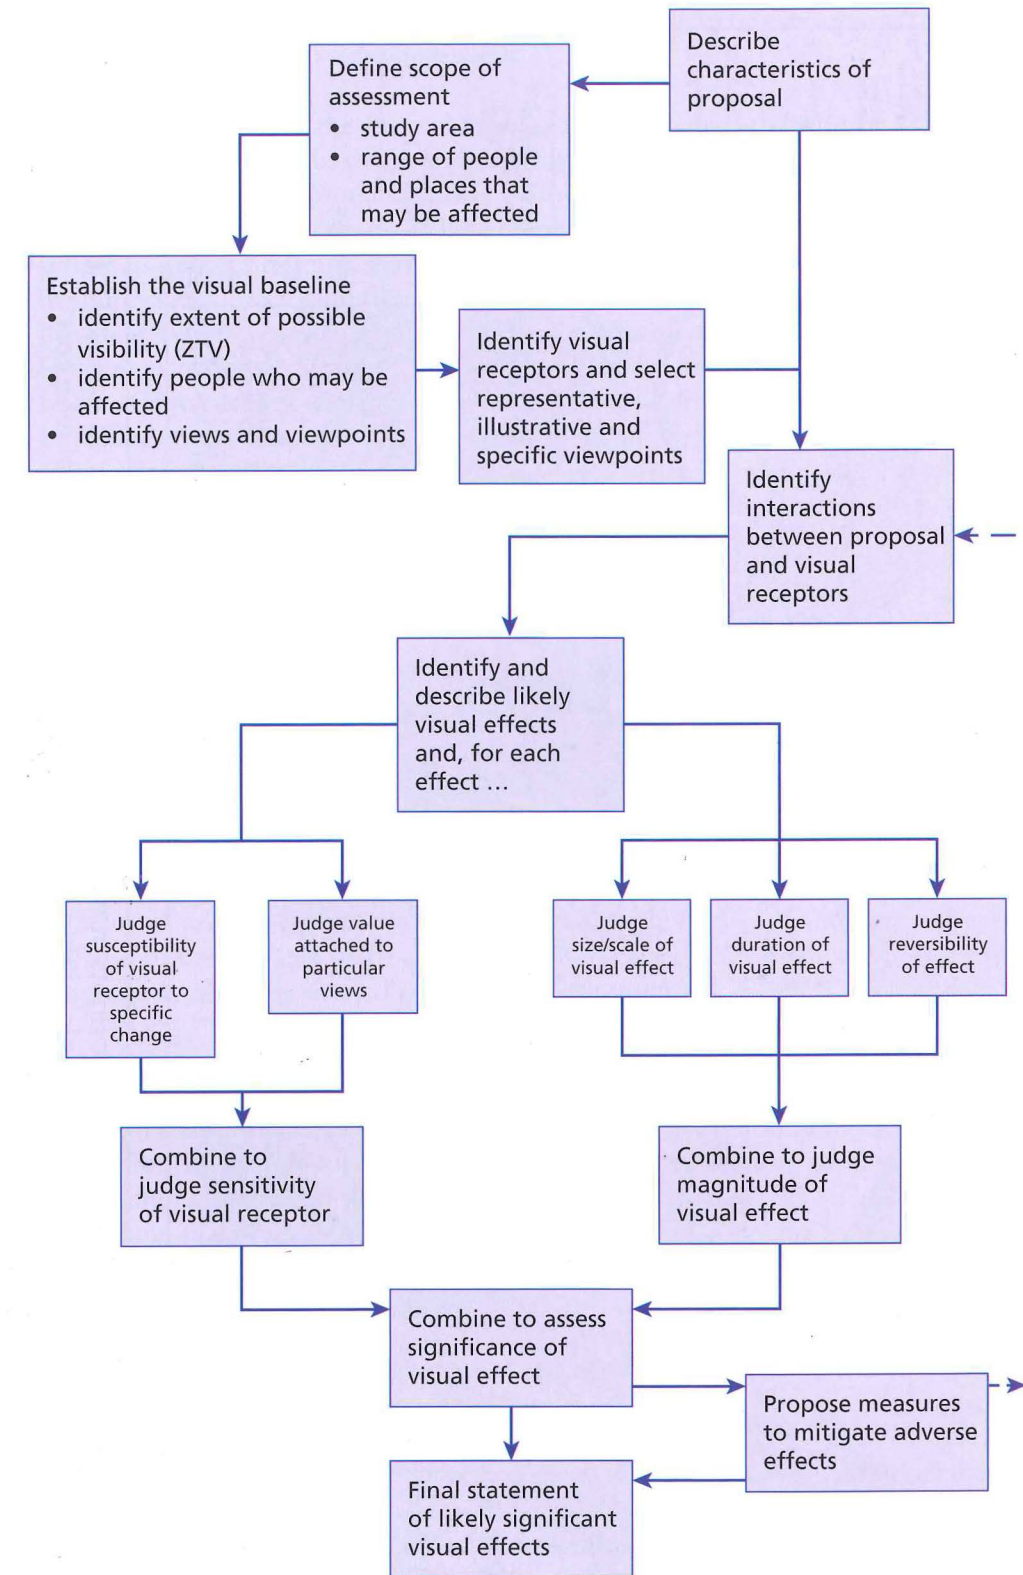 Describe
characteristics of
proposal
Define scope of
assessment
• study area
• range of people
and places that
may be affected
Establish the visual baseline
• identify extent of possible
visibility (ZTV)
• identify people who may be
affected
• identify views and viewpoints
Identify visual
receptors and select
representative,
illustrative and
specific viewpoints
Identify
interactions
between proposal
and visual
receptors
Identify and
describe likely
visual effects
and, for each
effect ...
Judge
susceptibility
of visual
receptor to
specific
change
Judge value
attached to
particular
views
Judge
size/scale of
visual effect
Judge
duration of
visual effect
Judge
reversibility
of effect
Combine to
judge sensitivity
of visual receptor
Combine to judge
magnitude of
visual effect
Combine to assess
significance of
visual effect
Propose measures
to mitigate adverse
effects
Final statement
of likely significant
visual effects